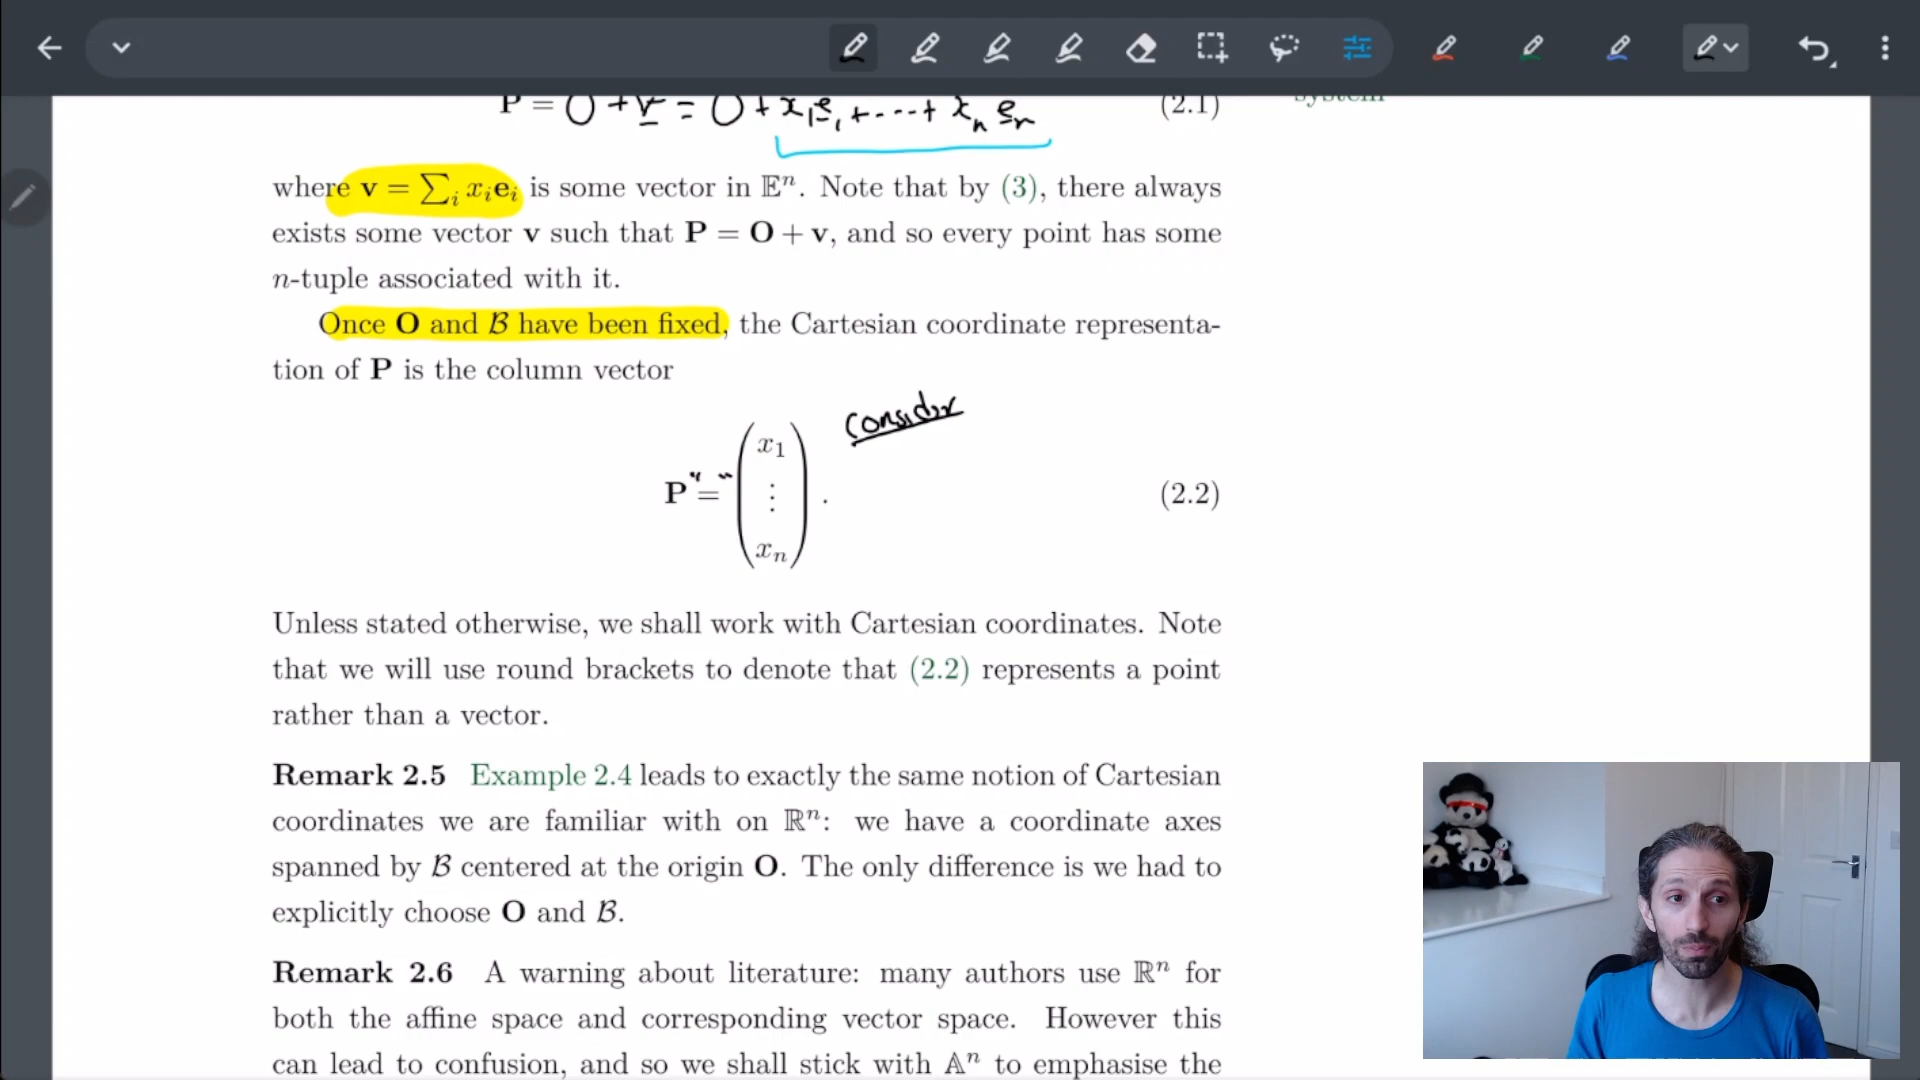 P = O + v = O + x₁e₁ + ---- + xₙ eₙ (2.1) system
where v = ∑ᵢ xᵢeᵢ is some vector in 𝔼ⁿ. Note that by (3), there always
exists some vector v such that P = O + v, and so every point has some
n-tuple associated with it.
Once O and ℬ have been fixed, the Cartesian coordinate representa-
tion of P is the column vector
consider
x₁
P "=" ( ⋮ ) . (2.2)
xₙ
Unless stated otherwise, we shall work with Cartesian coordinates. Note
that we will use round brackets to denote that (2.2) represents a point
rather than a vector.
Remark 2.5 Example 2.4 leads to exactly the same notion of Cartesian
coordinates we are familiar with on ℝⁿ: we have a coordinate axes
spanned by ℬ centered at the origin O. The only difference is we had to
explicitly choose O and ℬ.
Remark 2.6 A warning about literature: many authors use ℝⁿ for
both the affine space and corresponding vector space. However this
can lead to confusion, and so we shall stick with 𝔸ⁿ to emphasise the